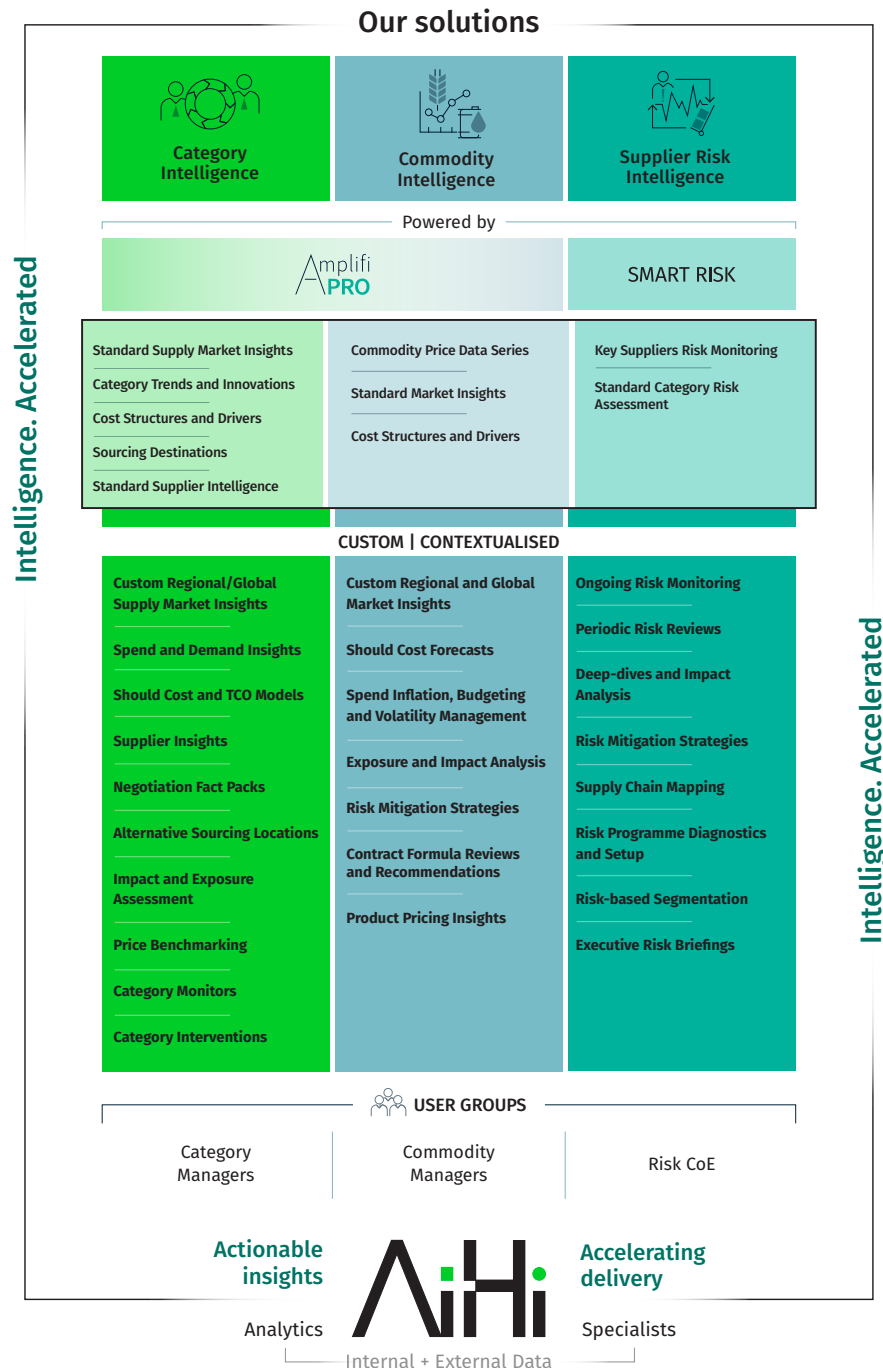 Our solutions
Category
Intelligence
Commodity
Intelligence
Supplier Risk
Intelligence
Powered by
Amplifi
PRO
SMART RISK
Intelligence. Accelerated
Standard Supply Market Insights
Category Trends and Innovations
Cost Structures and Drivers
Sourcing Destinations
Standard Supplier Intelligence
Commodity Price Data Series
Standard Market Insights
Cost Structures and Drivers
Key Suppliers Risk Monitoring
Standard Category Risk
Assessment
CUSTOM | CONTEXTUALISED
Custom Regional/Global
Supply Market Insights
Spend and Demand Insights
Should Cost and TCO Models
Supplier Insights
Negotiation Fact Packs
Alternative Sourcing Locations
Impact and Exposure
Assessment
Price Benchmarking
Category Monitors
Category Interventions
Custom Regional and Global
Market Insights
Should Cost Forecasts
Spend Inflation, Budgeting
and Volatility Management
Exposure and Impact Analysis
Risk Mitigation Strategies
Contract Formula Reviews
and Recommendations
Product Pricing Insights
Ongoing Risk Monitoring
Periodic Risk Reviews
Deep-dives and Impact
Analysis
Risk Mitigation Strategies
Supply Chain Mapping
Risk Programme Diagnostics
and Setup
Risk-based Segmentation
Executive Risk Briefings
Intelligence. Accelerated
USER GROUPS
Category
Managers
Commodity
Managers
Risk CoE
Actionable
insights
AiHi
Accelerating
delivery
Analytics
Specialists
Internal + External Data